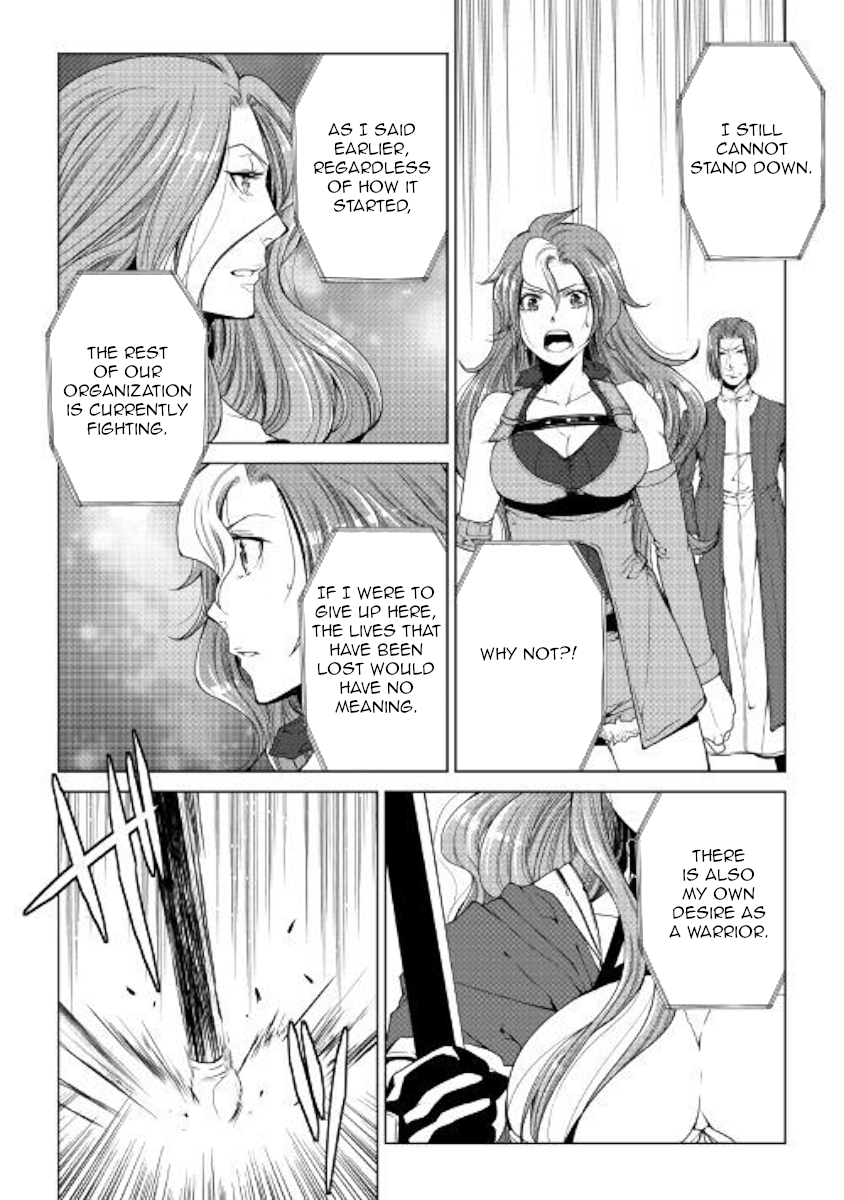 I STILL
CANNOT
STAND DOWN.
WHY NOT?!
AS I SAID
EARLIER,
REGARDLESS
OF HOW IT
STARTED,
THE REST
OF OUR
ORGANIZATION
IS CURRENTLY
FIGHTING.
IF I WERE TO
GIVE UP HERE,
THE LIVES THAT
HAVE BEEN
LOST WOULD
HAVE NO
MEANING.
THERE
IS ALSO
MY OWN
DESIRE AS
A WARRIOR.